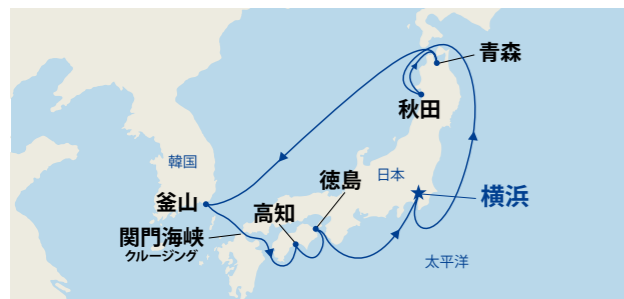 青森
秋田
韓国
日本
徳島
横浜
釜山
高知
関門海峡
クルージング
太平洋